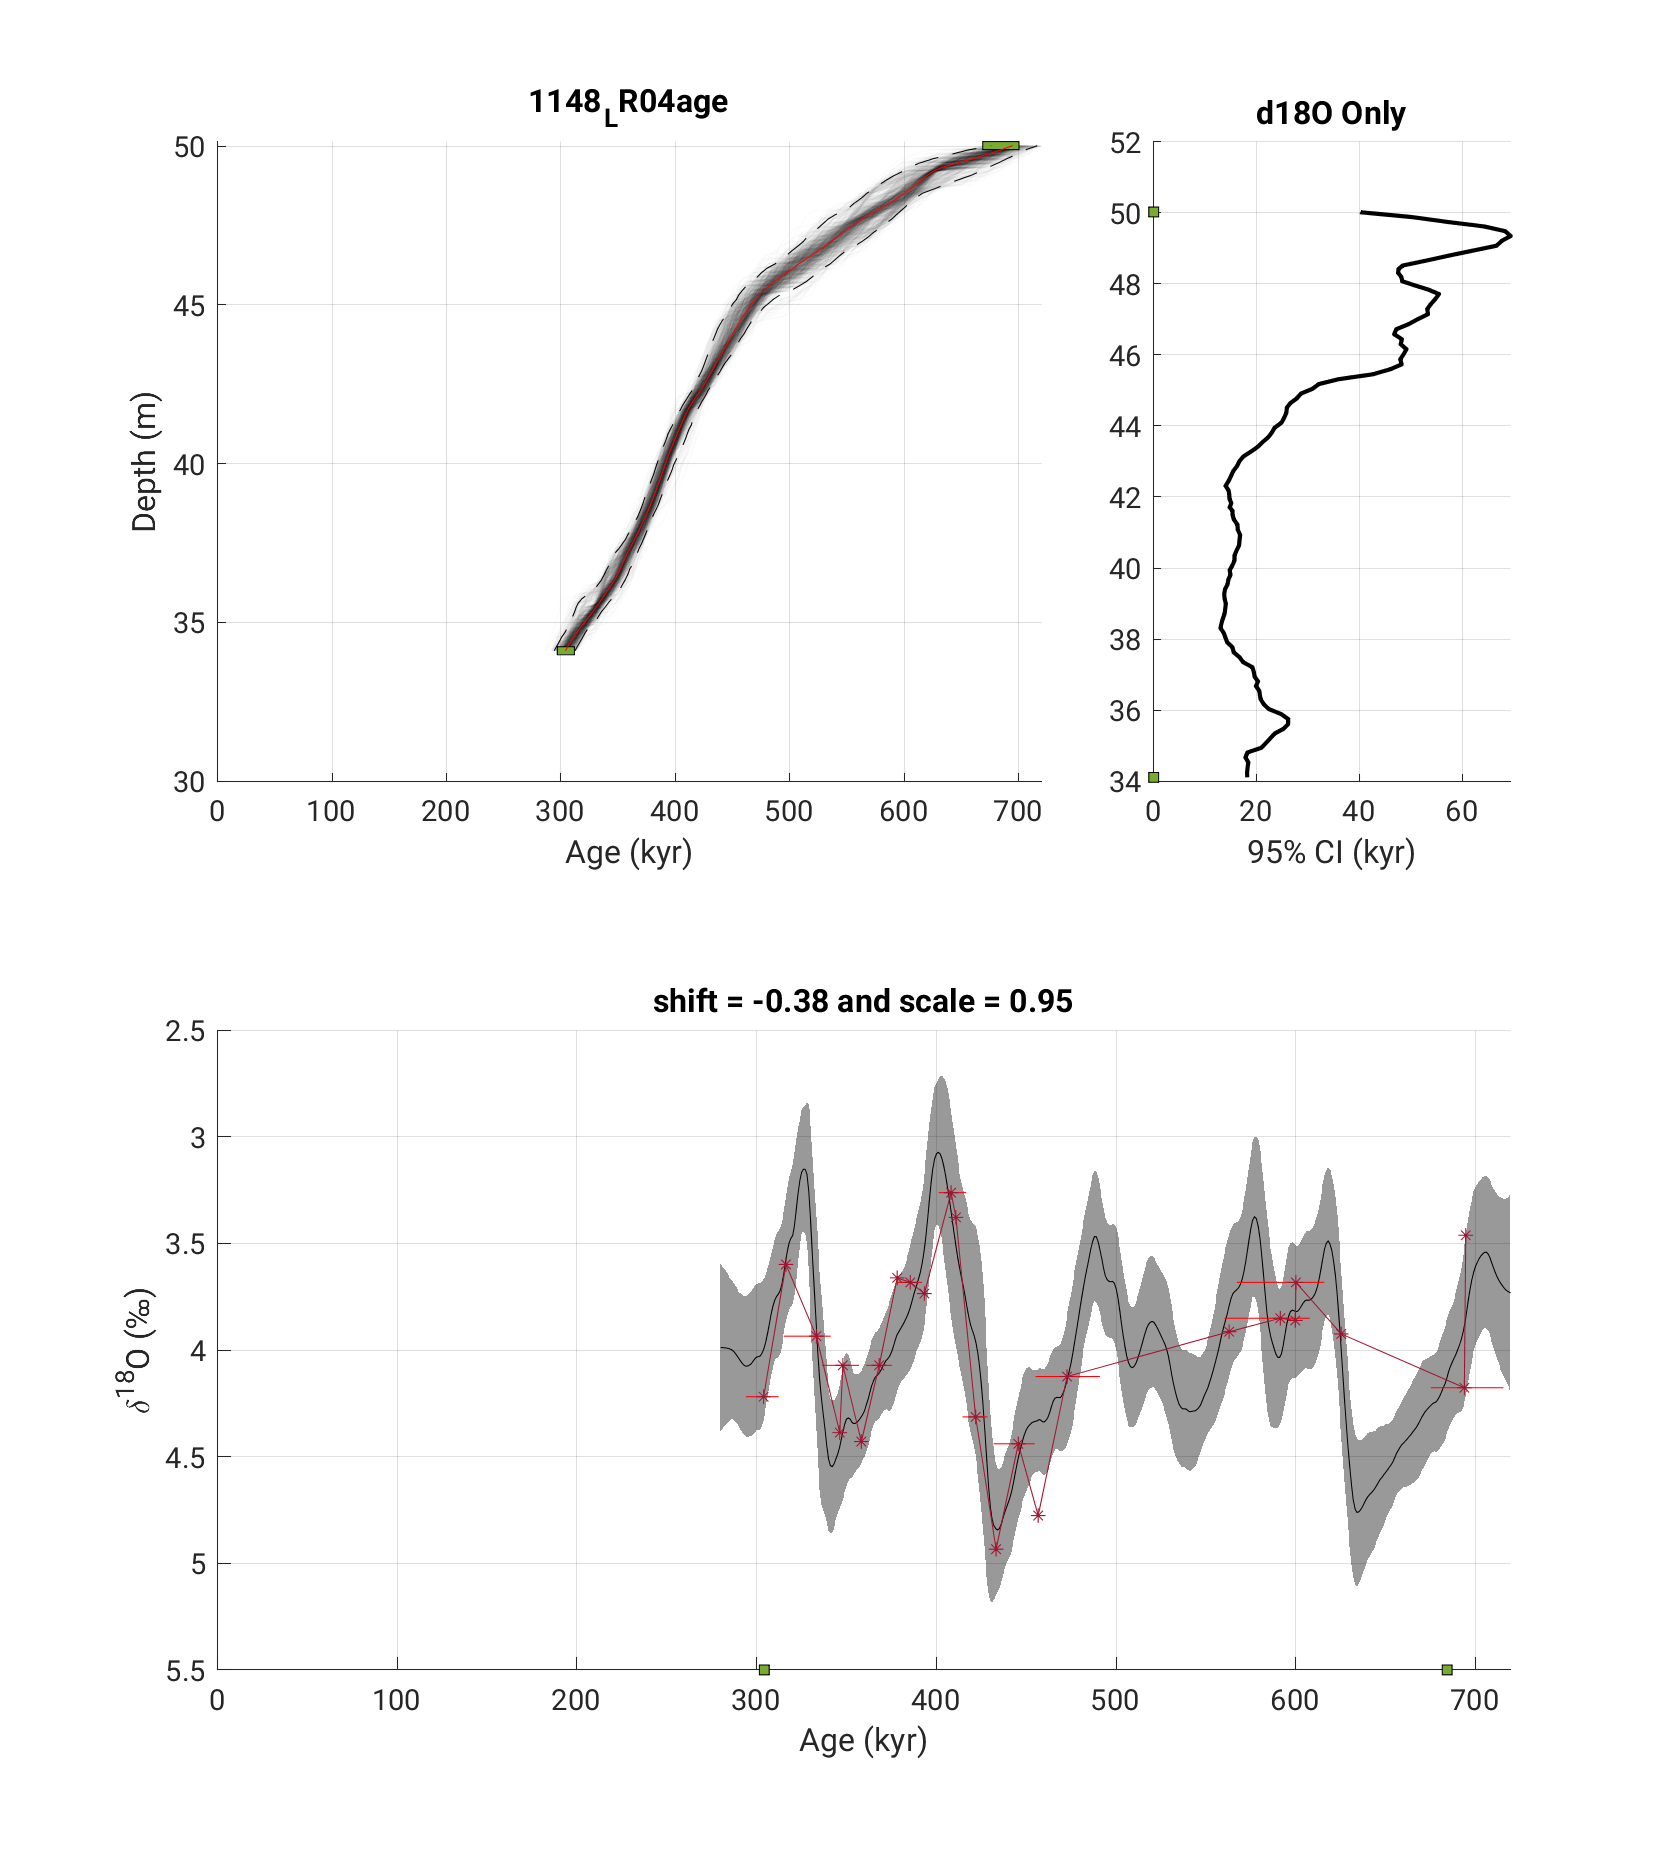 1148LR04age
50
45
40
35
30
Depth (m)
0 100 200 300 400 500 600 700
Age (kyr)
d18O Only
52
50
48
46
44
42
40
38
36
34
0 20 40 60
95% CI (kyr)
shift = -0.38 and scale = 0.95
2.5
3
3.5
4
4.5
5
5.5
δ18O (‰)
0 100 200 300 400 500 600 700
Age (kyr)